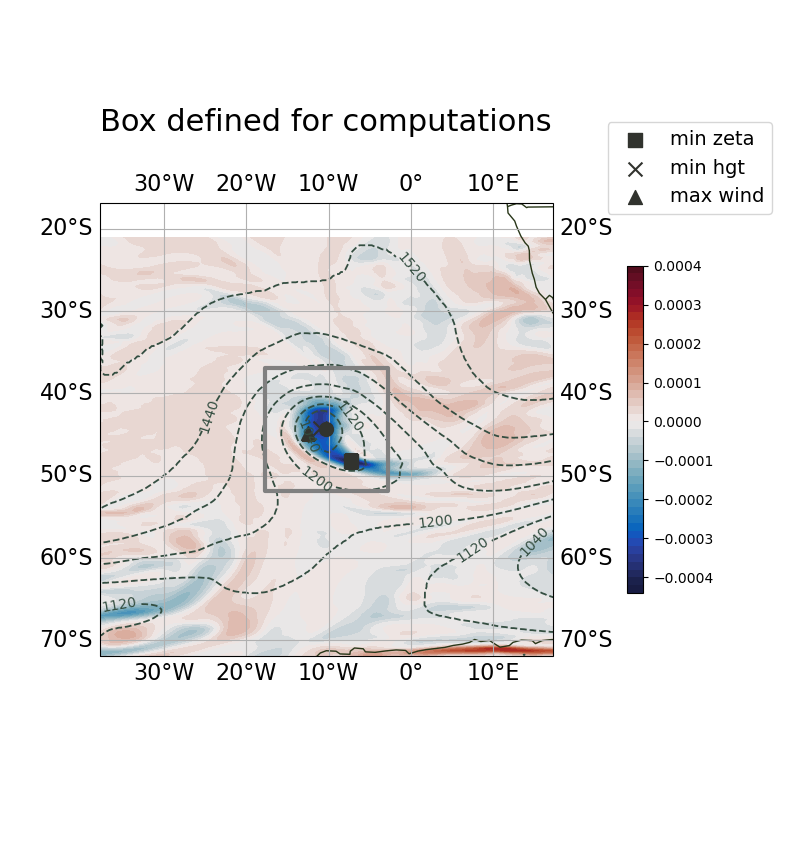 Box defined for computations
min zeta
min hgt
max wind
30°W 20°W 10°W 0° 10°E
20°S 20°S
30°S 30°S
40°S 40°S
50°S 50°S
60°S 60°S
70°S 70°S
30°W 20°W 10°W 0° 10°E
1520
1440
1120
1200
1200
1120
1040
1120
0.0004
0.0003
0.0002
0.0001
0.0000
−0.0001
−0.0002
−0.0003
−0.0004